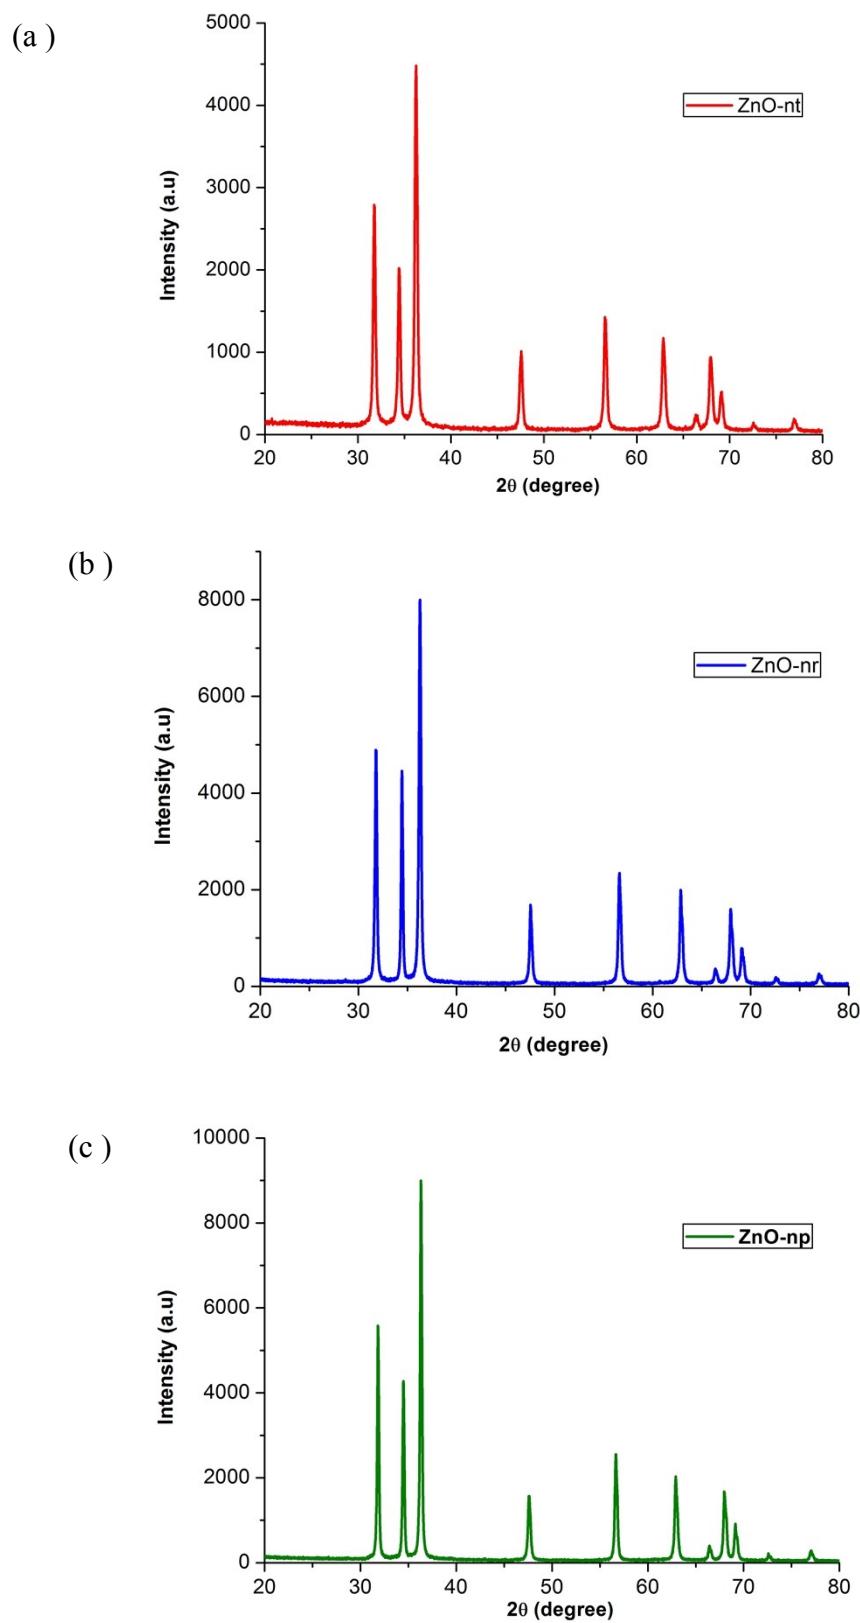 (a )
5000
4000
3000
2000
1000
0
Intensity (a.u)
ZnO-nt
20 30 40 50 60 70 80
2θ (degree)
(b )
8000
6000
4000
2000
0
Intensity (a.u)
ZnO-nr
20 30 40 50 60 70 80
2θ (degree)
(c )
10000
8000
6000
4000
2000
0
Intensity (a.u)
ZnO-np
20 30 40 50 60 70 80
2θ (degree)